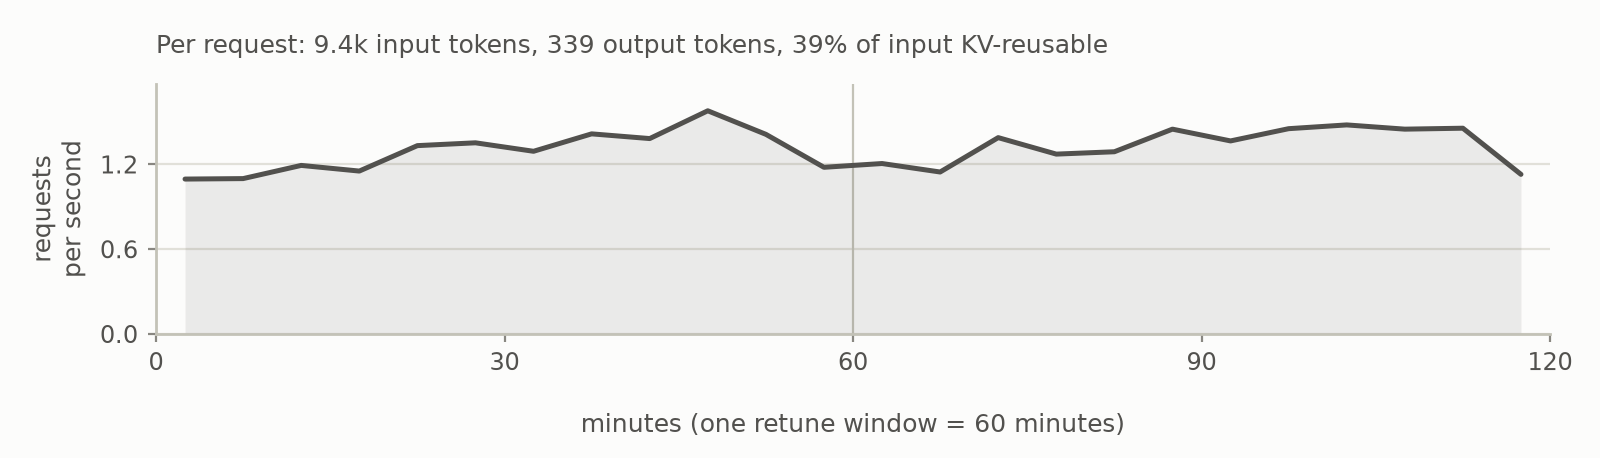 Per request: 9.4k input tokens, 339 output tokens, 39% of input KV-reusable
requests
per second
1.2
0.6
0.0
0
30
60
90
120
minutes (one retune window = 60 minutes)